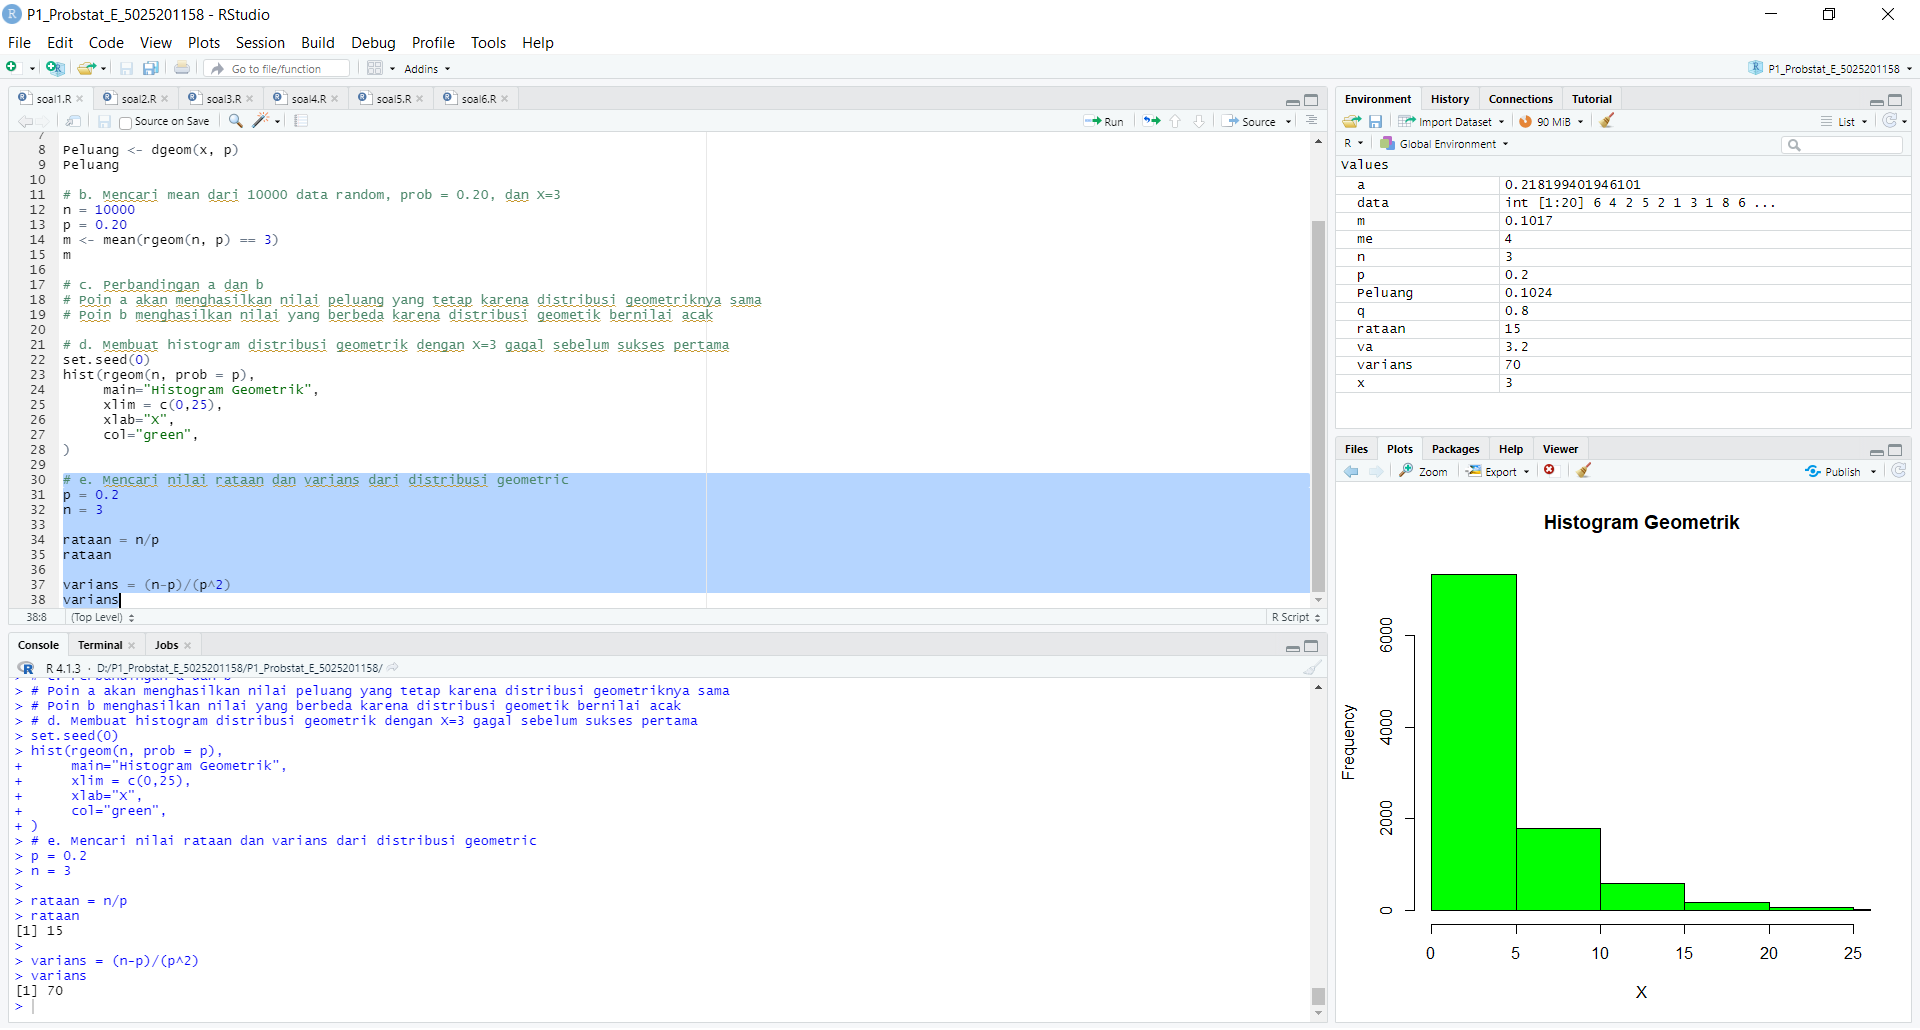 P1_Probstat_E_5025201158 - RStudio
File Edit Code View Plots Session Build Debug Profile Tools Help
Go to file/function Addins
P1_Probstat_E_5025201158
soal1.R soal2.R soal3.R soal4.R soal5.R soal6.R
Source on Save Run Source
7
8 Peluang <- dgeom(x, p)
9 Peluang
10
11 # b. Mencari mean dari 10000 data random, prob = 0.20, dan X=3
12 n = 10000
13 p = 0.20
14 m <- mean(rgeom(n, p) == 3)
15 m
16
17 # c. Perbandingan a dan b
18 # Poin a akan menghasilkan nilai peluang yang tetap karena distribusi geometriknya sama
19 # Poin b menghasilkan nilai yang berbeda karena distribusi geometik bernilai acak
20
21 # d. Membuat histogram distribusi geometrik dengan X=3 gagal sebelum sukses pertama
22 set.seed(0)
23 hist(rgeom(n, prob = p),
24 main="Histogram Geometrik",
25 xlim = c(0,25),
26 xlab="X",
27 col="green",
28 )
29
30 # e. Mencari nilai rataan dan varians dari distribusi geometric
31 p = 0.2
32 n = 3
33
34 rataan = n/p
35 rataan
36
37 varians = (n-p)/(p^2)
38 varians
38:8 (Top Level) R Script
Console Terminal Jobs
R 4.1.3 · D:/P1_Probstat_E_5025201158/P1_Probstat_E_5025201158/
> # c. Perbandingan a dan b
> # Poin a akan menghasilkan nilai peluang yang tetap karena distribusi geometriknya sama
> # Poin b menghasilkan nilai yang berbeda karena distribusi geometik bernilai acak
> # d. Membuat histogram distribusi geometrik dengan X=3 gagal sebelum sukses pertama
> set.seed(0)
> hist(rgeom(n, prob = p),
+ main="Histogram Geometrik",
+ xlim = c(0,25),
+ xlab="X",
+ col="green",
+ )
> # e. Mencari nilai rataan dan varians dari distribusi geometric
> p = 0.2
> n = 3
>
> rataan = n/p
> rataan
[1] 15
>
> varians = (n-p)/(p^2)
> varians
[1] 70
>
Environment History Connections Tutorial
Import Dataset 90 MiB List
R Global Environment
Values
a 0.218199401946101
data int [1:20] 6 4 2 5 2 1 3 1 8 6 ...
m 0.1017
me 4
n 3
p 0.2
Peluang 0.1024
q 0.8
rataan 15
va 3.2
varians 70
x 3
Files Plots Packages Help Viewer
Zoom Export Publish
Histogram Geometrik
Frequency
6000
4000
2000
0
0 5 10 15 20 25
X